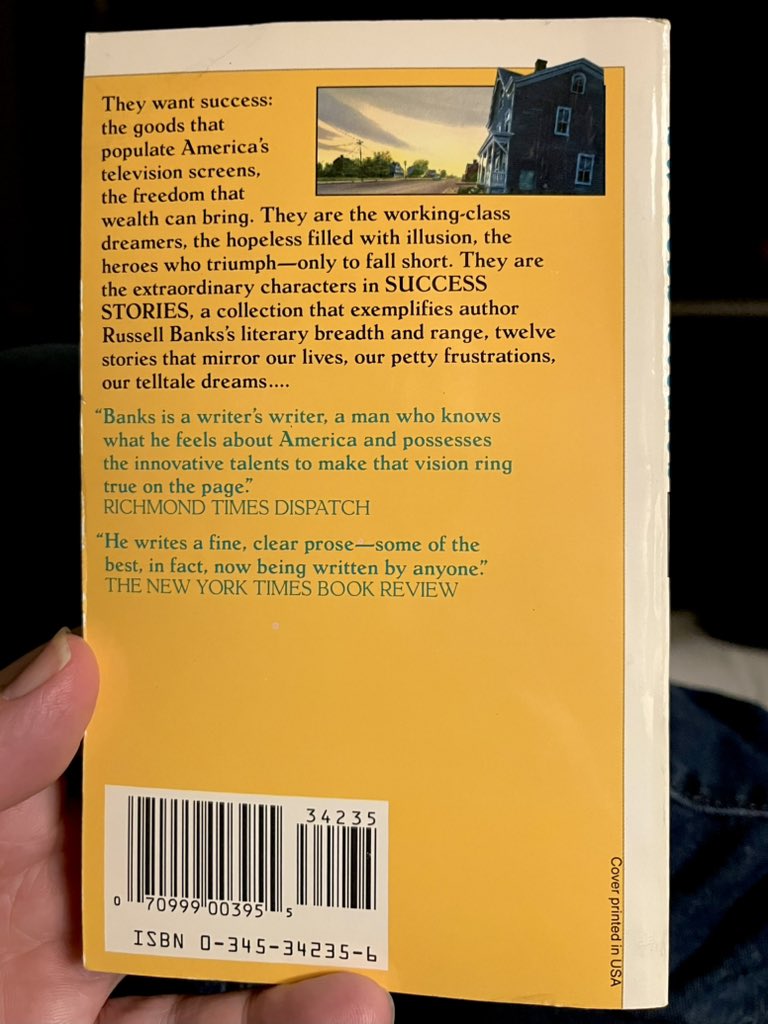 They want success:
the goods that
populate America's
television screens,
the freedom that
wealth can bring. They are the working-class
dreamers, the hopeless filled with illusion, the
heroes who triumph—only to fall short. They are
the extraordinary characters in SUCCESS
STORIES, a collection that exemplifies author
Russell Banks's literary breadth and range, twelve
stories that mirror our lives, our petty frustrations,
our telltale dreams....
"Banks is a writer's writer, a man who knows
what he feels about America and possesses
the innovative talents to make that vision ring
true on the page."
RICHMOND TIMES DISPATCH
"He writes a fine, clear prose—some of the
best, in fact, now being written by anyone."
THE NEW YORK TIMES BOOK REVIEW
34235
0 70999 00395 5
ISBN 0-345-34235-6
Cover printed in USA